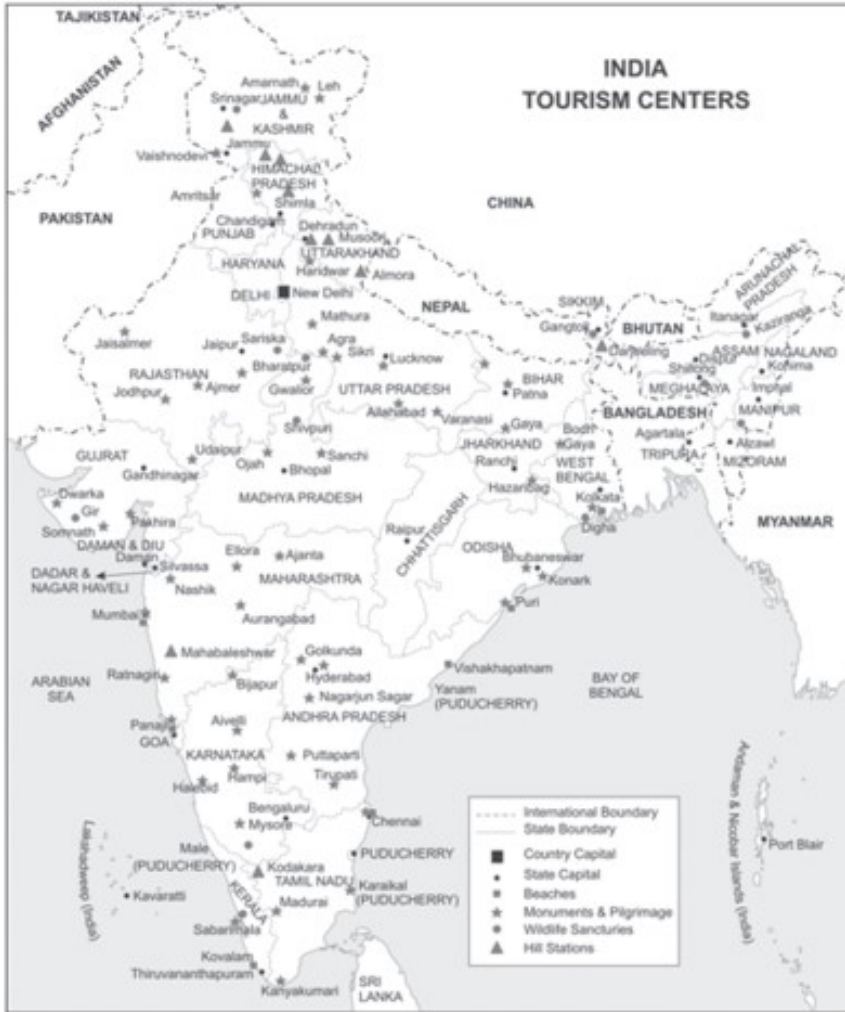 TAJIKISTAN
INDIA
TOURISM CENTERS
AFGHANISTAN
Amarnath
Leh
Srinagar
JAMMU
&
KASHMIR
Jammu
Vaishnodevi
HIMACHAL
PRADESH
Amritsar
Shimla
CHINA
PAKISTAN
Chandigarh
PUNJAB
Dehradun
Musoori
UTTARAKHAND
HARYANA
Haridwar
Almora
DELHI
New Delhi
NEPAL
SIKKIM
ARUNACHAL
PRADESH
Gangtok
BHUTAN
Itanagar
Kaziranga
Mathura
Jaisalmer
Jaipur
Sariska
Agra
Sikri
Lucknow
Darjeeling
ASSAM
Dispur
NAGALAND
Kohima
Shillong
MEGHALAYA
RAJASTHAN
Bharatpur
Ajmer
Gwalior
UTTAR PRADESH
BIHAR
Patna
Imphal
Jodhpur
Allahabad
Varanasi
BANGLADESH
MANIPUR
Shivpuri
Gaya
Bodh
Gaya
Agartala
Aizawl
TRIPURA
MIZORAM
GUJRAT
Udaipur
Ojah
Sanchi
JHARKHAND
WEST
BENGAL
Gandhinagar
Bhopal
Ranchi
MADHYA PRADESH
Hazaribag
Kolkata
Dwarka
Gir
Somnath
Pakhira
Digha
MYANMAR
Raipur
CHHATTISGARH
DAMAN & DIU
Daman
Ellora
Ajanta
ODISHA
Bhubaneswar
DADAR &
NAGAR HAVELI
Silvassa
MAHARASHTRA
Konark
Nashik
Puri
Mumbai
Aurangabad
Mahabaleshwar
Golkunda
Hyderabad
Vishakhapatnam
ARABIAN
SEA
Ratnagiri
Bijapur
BAY OF
BENGAL
Nagarjun Sagar
Yanam
(PUDUCHERRY)
ANDHRA PRADESH
Panaji
GOA
Aivelli
KARNATAKA
Puttaparti
Hampi
Tirupati
Halebid
Bengaluru
Mysore
Chennai
Male
(PUDUCHERRY)
Kodakara
TAMIL NADU
PUDUCHERRY
Karaikal
(PUDUCHERRY)
Lakshadweep (India)
Kavaratti
KERALA
Madurai
Sabarimala
Kovalam
Thiruvananthapuram
Kanyakumari
SRI
LANKA
Andaman & Nicobar Islands (India)
Port Blair
International Boundary
State Boundary
Country Capital
State Capital
Beaches
Monuments & Pilgrimage
Wildlife Sancturies
Hill Stations